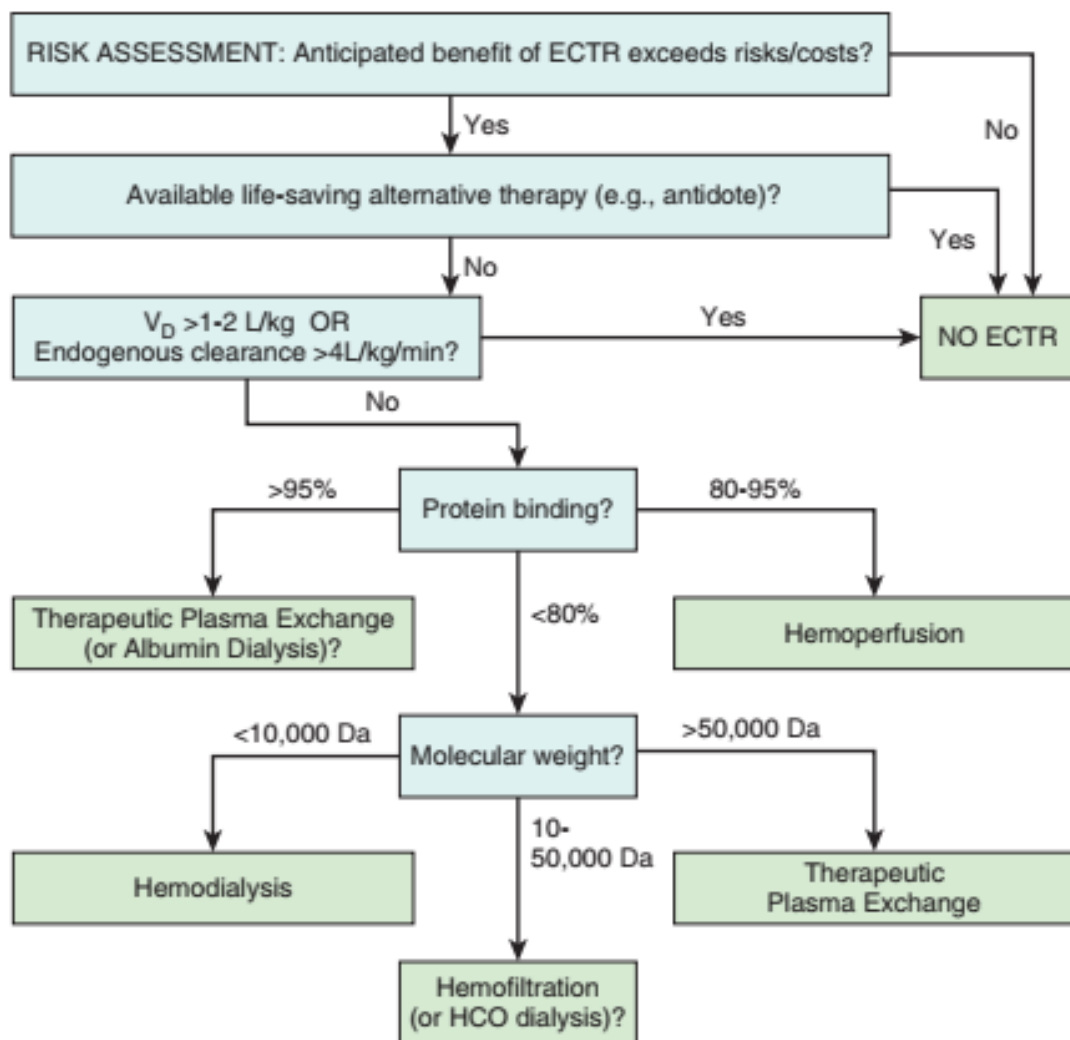 RISK ASSESSMENT: Anticipated benefit of ECTR exceeds risks/costs?
Yes
No
Available life-saving alternative therapy (e.g., antidote)?
Yes
No
V_D >1-2 L/kg OR
Endogenous clearance >4L/kg/min?
Yes
NO ECTR
No
>95%
Protein binding?
80-95%
Therapeutic Plasma Exchange
(or Albumin Dialysis)?
<80%
Hemoperfusion
<10,000 Da
Molecular weight?
>50,000 Da
10-
50,000 Da
Hemodialysis
Therapeutic
Plasma Exchange
Hemofiltration
(or HCO dialysis)?